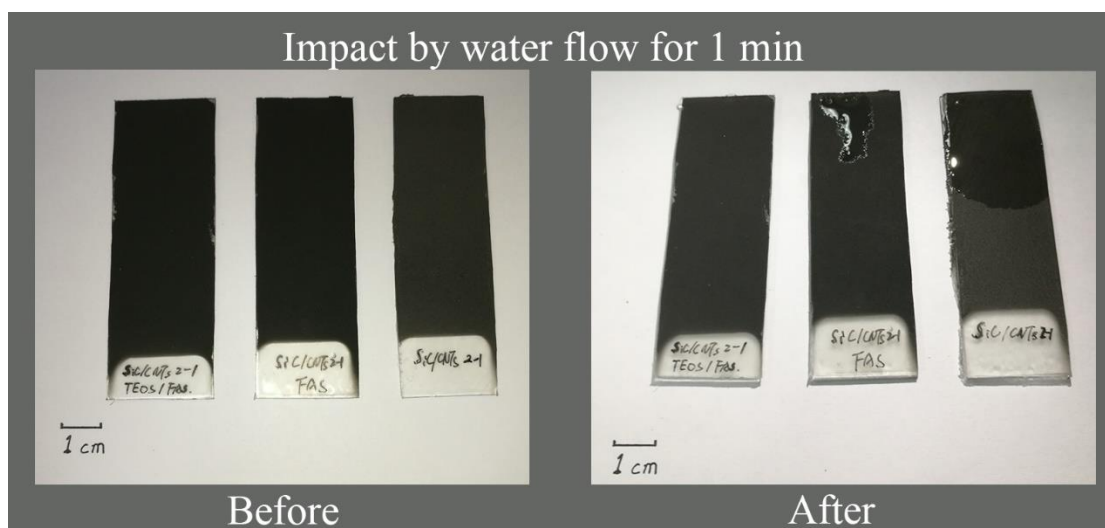 Impact by water flow for 1 min
SiC/CNTs 2-1
TEOS/FAS.
SiC/CNTs 2-1
FAS
SiC/CNTs 2-1
1 cm
Before
SiC/CNTs 2-1
TEOS/FAS.
SiC/CNTs 2-1
FAS
SiC/CNTs 2-1
1 cm
After